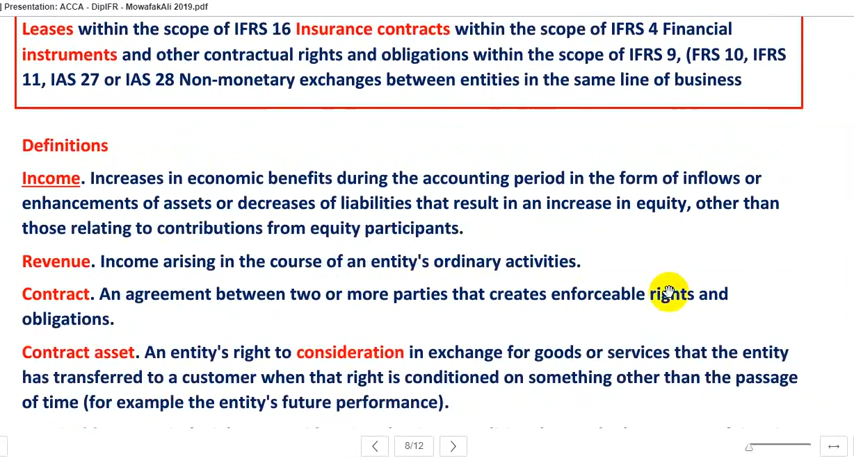 | Presentation: ACCA - DipIFR - MowafakAli 2019.pdf
Leases within the scope of IFRS 16 Insurance contracts within the scope of IFRS 4 Financial
instruments and other contractual rights and obligations within the scope of IFRS 9, (FRS 10, IFRS
11, IAS 27 or IAS 28 Non-monetary exchanges between entities in the same line of business
Definitions
Income. Increases in economic benefits during the accounting period in the form of inflows or
enhancements of assets or decreases of liabilities that result in an increase in equity, other than
those relating to contributions from equity participants.
Revenue. Income arising in the course of an entity's ordinary activities.
Contract. An agreement between two or more parties that creates enforceable rights and
obligations.
Contract asset. An entity's right to consideration in exchange for goods or services that the entity
has transferred to a customer when that right is conditioned on something other than the passage
of time (for example the entity's future performance).
8/12